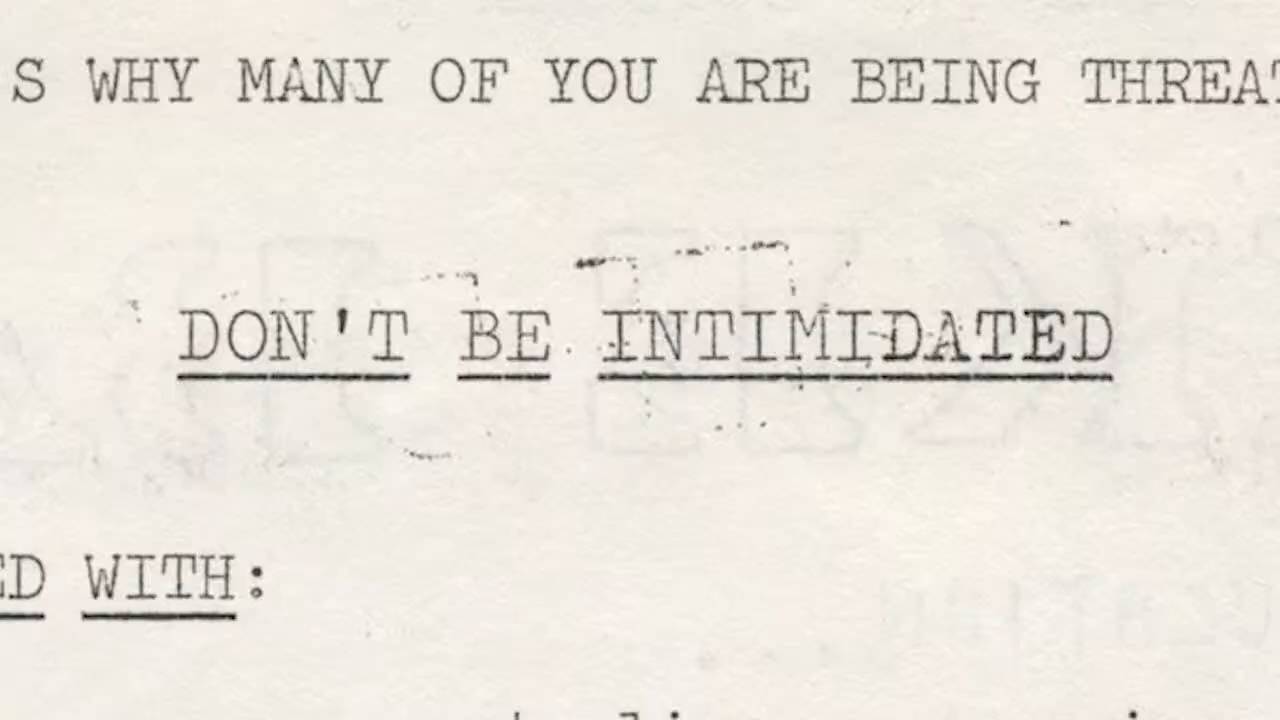 S WHY MANY OF YOU ARE BEING THREAT
DON'T BE INTIMIDATED
ED WITH: